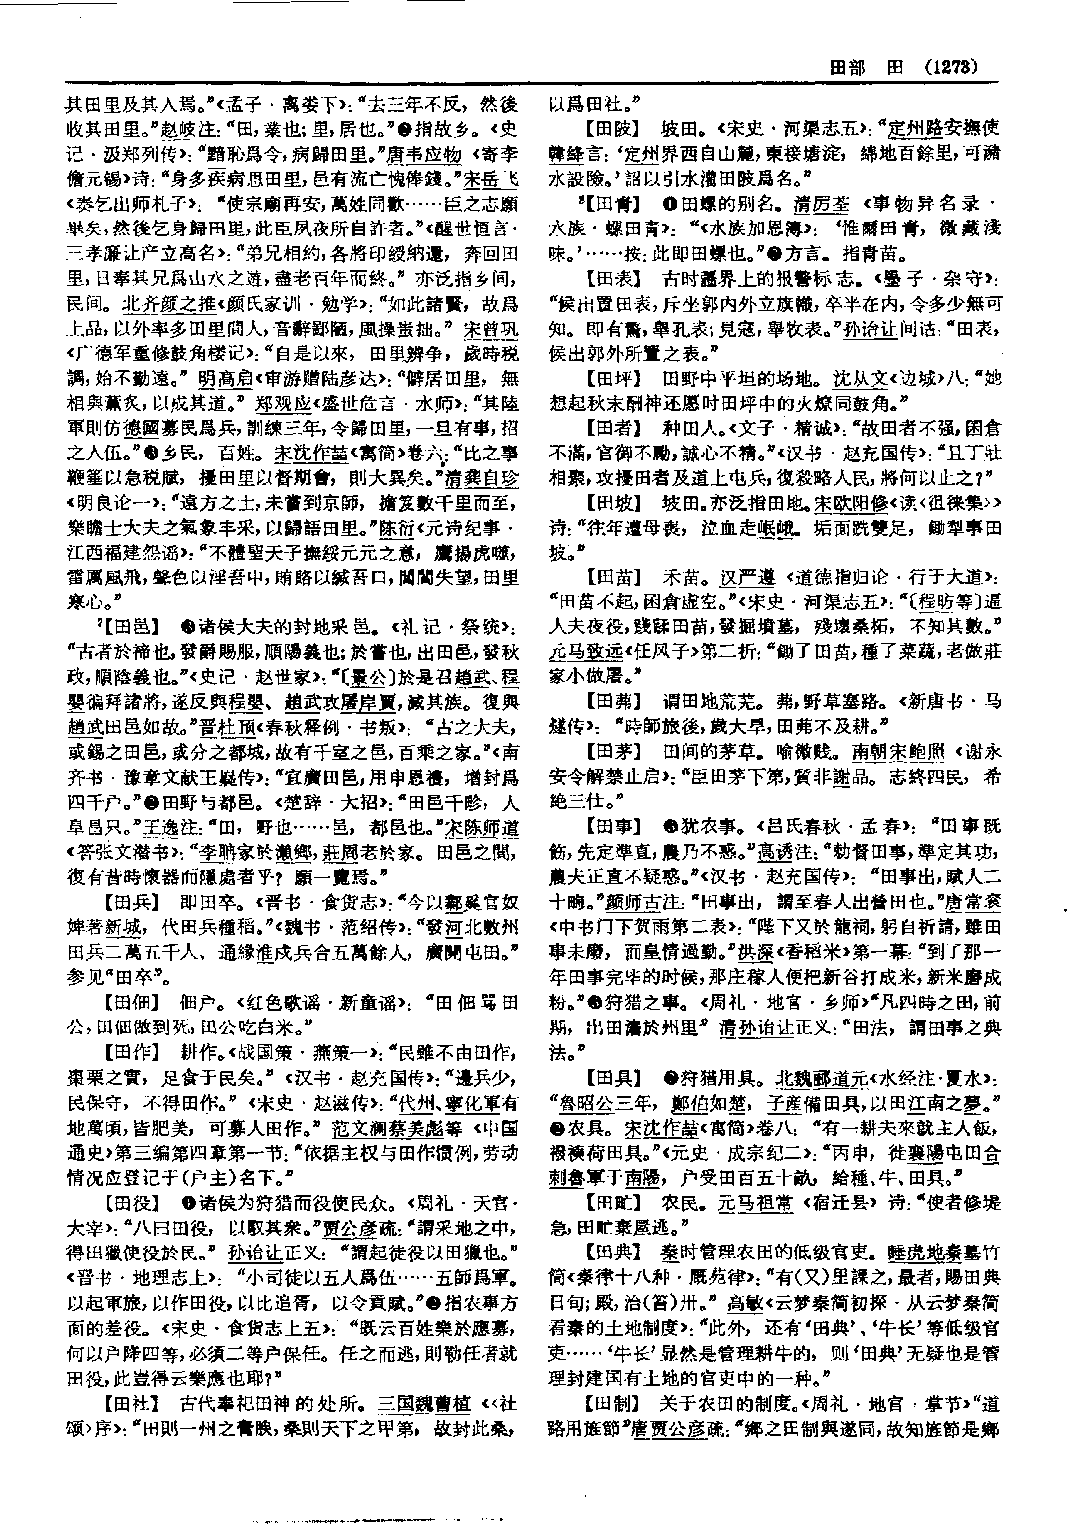 田部　田　(1273)
其田里及其人焉。”《孟子·离娄下》：“去三年不反，然後
收其田里。”赵岐注：“田，業也；里，居也。”❷指故乡。《史
记·汲郑列传》：“黯恥爲令，病歸田里。”唐韦应物《寄李
儋元锡》诗：“身多疾病思田里，邑有流亡愧俸錢。”宋岳飞
《奏乞出师札子》：“使宗廟再安，萬姓同歡……臣之志願
畢矣，然後乞身歸田里，此臣夙夜所自許者。”《醒世恒言·
三孝廉让产立高名》：“弟兄相約，各將印綬納還，奔回田
里，日奉其兄爲山水之遊，盡老百年而終。”亦泛指乡间，
民间。北齐颜之推《颜氏家训·勉学》：“如此諸賢，故爲
上品，以外率多田里閒人，音辭鄙陋，風操蚩拙。”宋曾巩
《广德军重修鼓角楼记》：“自是以來，田里辨争，歲時税
調，始不勤遠。”明高启《审游赠陆彦达》：“僻居田里，無
相與薰炙，以成其道。”郑观应《盛世危言·水师》：“其陸
軍則仿德國募民爲兵，訓練三年，令歸田里，一旦有事，招
之入伍。”❸乡民，百姓。宋沈作喆《寓简》卷六：“比之事
鞭箠以急税賦，擾田里以督期會，則大異矣。”清龚自珍
《明良论一》：“遠方之士，未嘗到京師，擔笈數千里而至，
樂瞻士大夫之氣象丰采，以歸語田里。”陈衍《元诗纪事·
江西福建怨谣》：“不體聖天子撫綏元元之意，鷹揚虎噬，
雷厲風飛，聲色以淫吾中，賄賂以緘吾口，閭閻失望，田里
寒心。”
²【田邑】　❶诸侯大夫的封地采邑。《礼记·祭统》：
“古者於禘也，發爵賜服，順陽義也；於嘗也，出田邑，發秋
政，順陰義也。”《史记·赵世家》：“〔景公〕於是召趙武、程
嬰徧拜諸將，遂反與程嬰、趙武攻屠岸賈，滅其族。復與
趙武田邑如故。”晋杜预《春秋释例·书叛》：“古之大夫，
或錫之田邑，或分之都城，故有千室之邑，百乘之家。”《南
齐书·豫章文献王嶷传》：“宜廣田邑，用申恩禮，增封爲
四千户。”❷田野与都邑。《楚辞·大招》：“田邑千畛，人
阜昌只。”王逸注：“田，野也……邑，都邑也。”宋陈师道
《答张文潜书》：“李聃家於瀨鄉，莊周老於家。田邑之間，
復有昔時懷器而隱處者乎？願一覽焉。”
【田兵】　即田卒。《晋书·食货志》：“今以鄴奚官奴
婢著新城，代田兵種稻。”《魏书·范绍传》：“發河北數州
田兵二萬五千人、通緣淮戍兵合五萬餘人，廣開屯田。”
参见“田卒”。
【田佃】　佃户。《红色歌谣·新童谣》：“田佃骂田
公，田佃做到死，田公吃白米。”
【田作】　耕作。《战国策·燕策一》：“民雖不由田作，
棗栗之實，足食于民矣。”《汉书·赵充国传》：“邊兵少，
民保守，不得田作。”《宋史·赵滋传》：“代州、寧化軍有
地萬頃，皆肥美，可募人田作。”范文澜蔡美彪等《中国
通史》第三编第四章第一节：“依据主权与田作惯例，劳动
情况应登记于(户主)名下。”
【田役】　❶诸侯为狩猎而役使民众。《周礼·天官·
大宰》：“八曰田役，以馭其衆。”贾公彦疏：“謂采地之中，
得田獵使役於民。”孙诒让正义：“謂起徒役以田獵也。”
《晋书·地理志上》：“小司徒以五人爲伍……五師爲軍。
以起軍旅，以作田役，以比追胥，以令貢賦。”❷指农事方
面的差役。《宋史·食货志上五》：“既云百姓樂於應募，
何以户降四等，必須二等户保任。任之而逃，則勒任者就
田役，此豈得云樂應也耶？”
【田社】　古代奉祀田神的处所。三国魏曹植《〈社
颂〉序》：“田則一州之膏腴，桑則天下之甲第，故封此桑，
以爲田社。”
【田陂】　坡田。《宋史·河渠志五》：“定州路安撫使
韓絳言：‘定州界西自山麓，東接塘淀，綿地百餘里，可瀦
水設險。’詔以引水灌田陂爲名。”
³【田青】　❶田螺的别名。清厉荃《事物异名录·
水族·螺田青》：“《水族加恩簿》：‘惟爾田青，微藏淺
味。’……按：此即田螺也。”❷方言。指青苗。
【田表】　古时疆界上的报警标志。《墨子·杂守》：
“候出置田表，斥坐郭内外立旗幟，卒半在内，令多少無可
知。即有驚，舉孔表；見寇，舉牧表。”孙诒让间诂：“田表，
候出郭外所置之表。”
【田坪】　田野中平坦的场地。沈从文《边城》八：“她
想起秋末酬神还愿时田坪中的火燎同鼓角。”
【田者】　种田人。《文子·精诚》：“故田者不强，囷倉
不滿，官御不勵，誠心不精。”《汉书·赵充国传》：“且丁壯
相聚，攻擾田者及道上屯兵，復殺略人民，將何以止之？”
【田坡】　坡田。亦泛指田地。宋欧阳修《读〈徂徕集〉》
诗：“往年遭母喪，泣血走岷峨。垢面跣雙足，鋤犁事田
坡。”
【田苗】　禾苗。汉严遵《道德指归论·行于大道》：
“田苗不起，囷倉虚空。”《宋史·河渠志五》：“〔程昉等〕逼
人夫夜役，踐蹂田苗，發掘墳墓，殘壞桑柘，不知其數。”
元马致远《任风子》第二折：“鋤了田苗，種了菜蔬，老做莊
家小做屠。”
【田茀】　谓田地荒芜。茀，野草塞路。《新唐书·马
燧传》：“時師旅後，歲大旱，田茀不及耕。”
【田茅】　田间的茅草。喻微贱。南朝宋鲍照《谢永
安令解禁止启》：“臣田茅下第，質非謝品。志終四民，希
絶三仕。”
【田事】　❶犹农事。《吕氏春秋·孟春》：“田事既
飭，先定準直，農乃不惑。”高诱注：“勅督田事，準定其功，
農夫正直不疑惑。”《汉书·赵充国传》：“田事出，賦人二
十畮。”颜师古注：“田事出，謂至春人出營田也。”唐常衮
《中书门下贺雨第二表》：“陛下又於龍祠，躬自祈請，雖田
事未廢，而皇情過勤。”洪深《香稻米》第一幕：“到了那一
年田事完毕的时候，那庄稼人便把新谷打成米，新米磨成
粉。”❷狩猎之事。《周礼·地官·乡师》“凡四時之田，前
期，出田灋於州里”清孙诒让正义：“田法，謂田事之典
法。”
【田具】　❶狩猎用具。北魏郦道元《水经注·夏水》：
“魯昭公三年，鄭伯如楚，子産備田具，以田江南之夢。”
❷农具。宋沈作喆《寓简》卷八：“有一耕夫來就主人飯，
襏襫荷田具。”《元史·成宗纪二》：“丙申，徙襄陽屯田合
刺魯軍于南陽，户受田百五十畝，給種、牛、田具。”
【田甿】　农民。元马祖常《宿迁县》诗：“使者修堤
急，田甿棄屋逃。”
【田典】　秦时管理农田的低级官吏。睡虎地秦墓竹
简《秦律十八种·厩苑律》：“有(又)里課之，最者，賜田典
日旬；殿，治(笞)卅。”高敏《云梦秦简初探·从云梦秦简
看秦的土地制度》：“此外，还有‘田典’、‘牛长’等低级官
吏……‘牛长’显然是管理耕牛的，则‘田典’无疑也是管
理封建国有土地的官吏中的一种。”
【田制】　关于农田的制度。《周礼·地官·掌节》“道
路用旌節”唐贾公彦疏：“鄉之田制與遂同，故知旌節是鄉